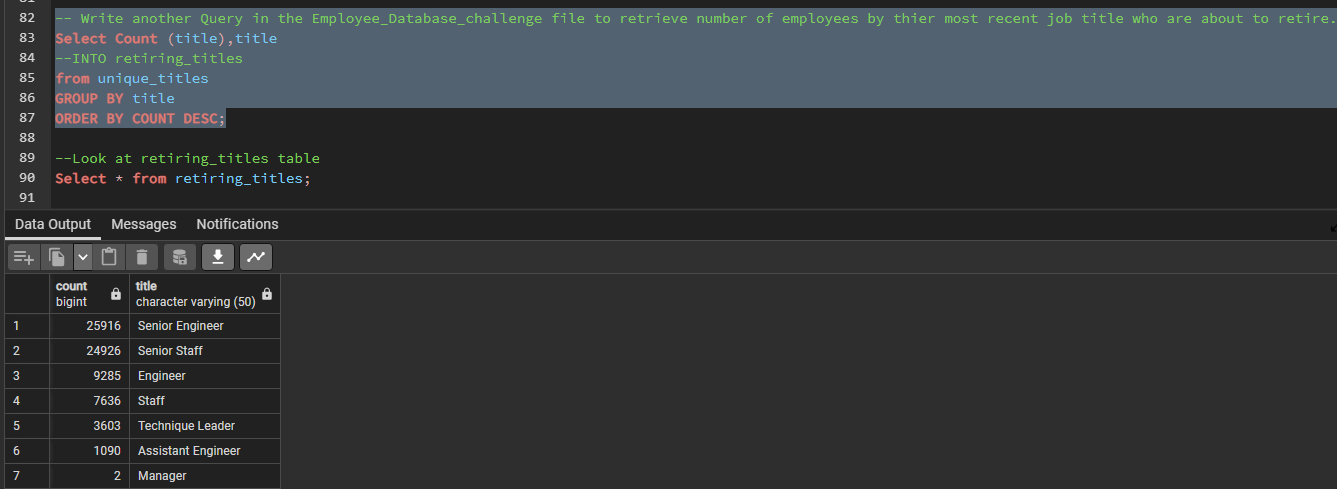 82 -- Write another Query in the Employee_Database_challenge file to retrieve number of employees by thier most recent job title who are about to retire.
83 Select Count (title),title
84 --INTO retiring_titles
85 from unique_titles
86 GROUP BY title
87 ORDER BY COUNT DESC;
88
89 --Look at retiring_titles table
90 Select * from retiring_titles;
91
Data Output Messages Notifications
count title
bigint character varying (50)
1 25916 Senior Engineer
2 24926 Senior Staff
3 9285 Engineer
4 7636 Staff
5 3603 Technique Leader
6 1090 Assistant Engineer
7 2 Manager